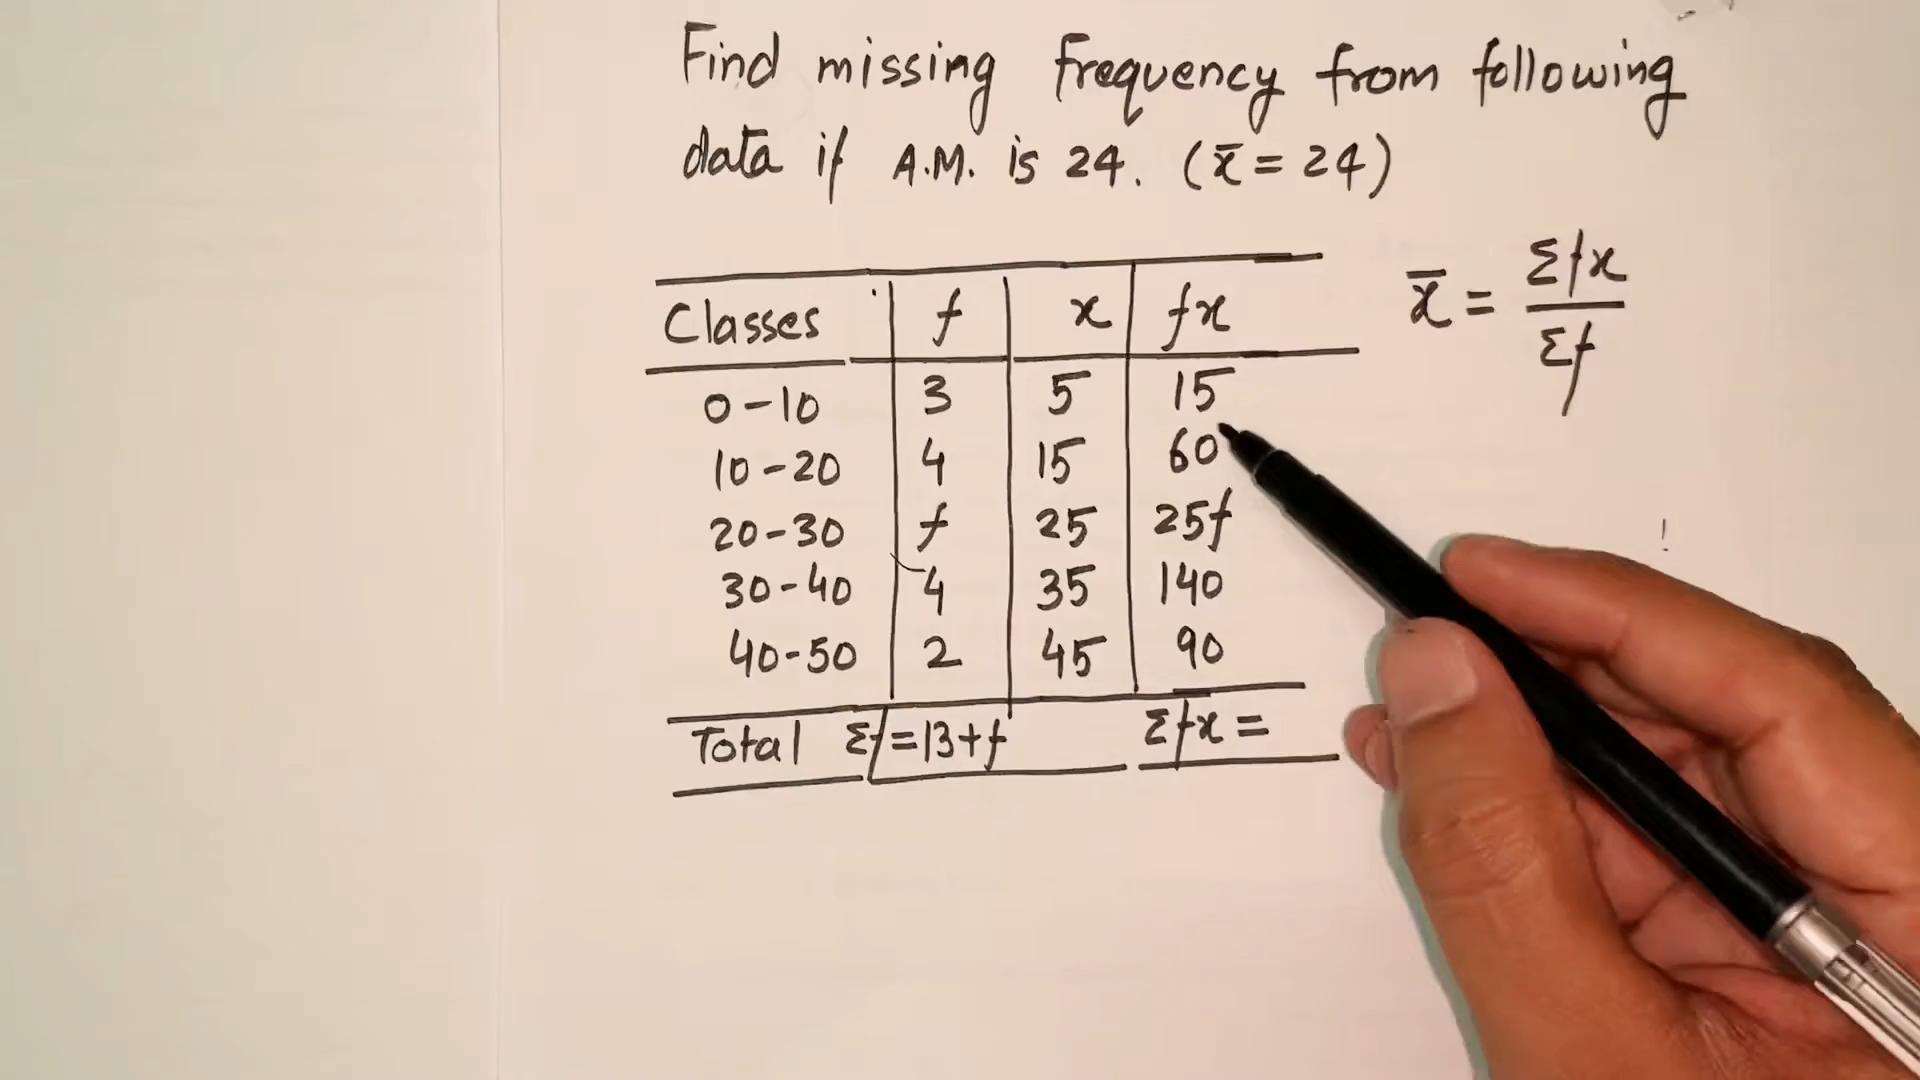 Find missing frequency from following
data if A.M. is 24. (x̄ = 24)
x̄ = Σfx / Σf
Classes f x fx
0-10 3 5 15
10-20 4 15 60
20-30 f 25 25f
30-40 4 35 140
40-50 2 45 90
Total Σf=13+f Σfx=